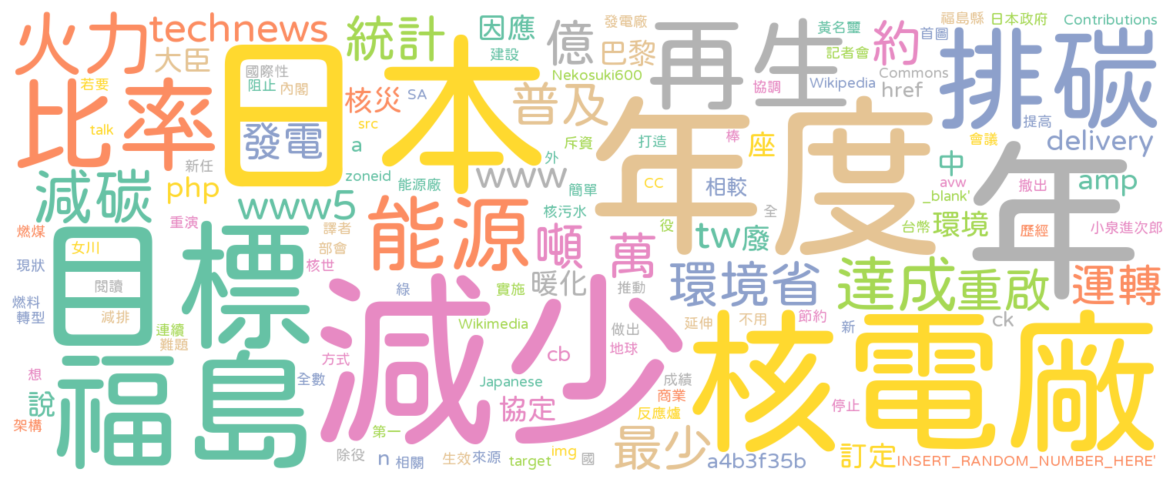 火力
technews
統計
因應
億
再生
約
福島縣
日本政府
Contributions
發電廠
黃名璽
首圖
大臣
國際性
阻止
內閣
若要
建設
巴黎
記者會
排碳
比率
日本
發電
核災
SA
Nekosuki600
普及
協調
Wikipedia
Commons
href
提高
talk
新任
src
a
外
斥資
打造
棒
座
會議
delivery
年度
年
減碳
php
zoneid
能源廠
www
簡單
CC
相較
中
avw
_blank'
撤出
amp
www5
核污水
役
全
台幣
環境
歷經
小泉進次郎
重演
譯者
能源
噸
萬
tw
廢
燃煤
女川
部會
核世
目標
現狀
閱讀
綠
實施
暖化
推動
環境省
達成
重啟
運轉
燃料
轉型
減排
連續
難題
減少
Wikimedia
做出
地球
延伸
不用
節約
新
ck
方式
cb
核電廠
停止
想
福島
全數
Japanese
成績
商業
反應爐
說
架構
協定
第一
除役
n
相關
生效
來源
target
img
國
最少
a4b3f35b
訂定
INSERT_RANDOM_NUMBER_HERE'